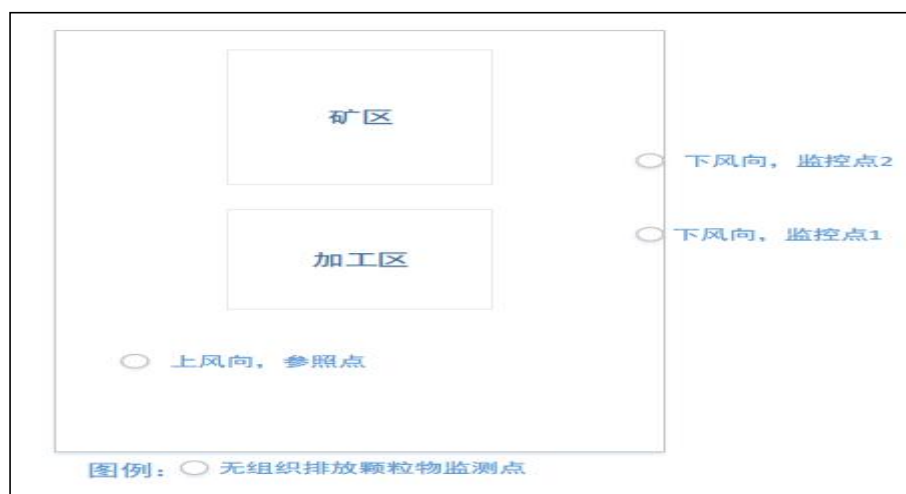 矿区
下风向，监控点2
下风向，监控点1
加工区
上风向，参照点
图例：无组织排放颗粒物监测点